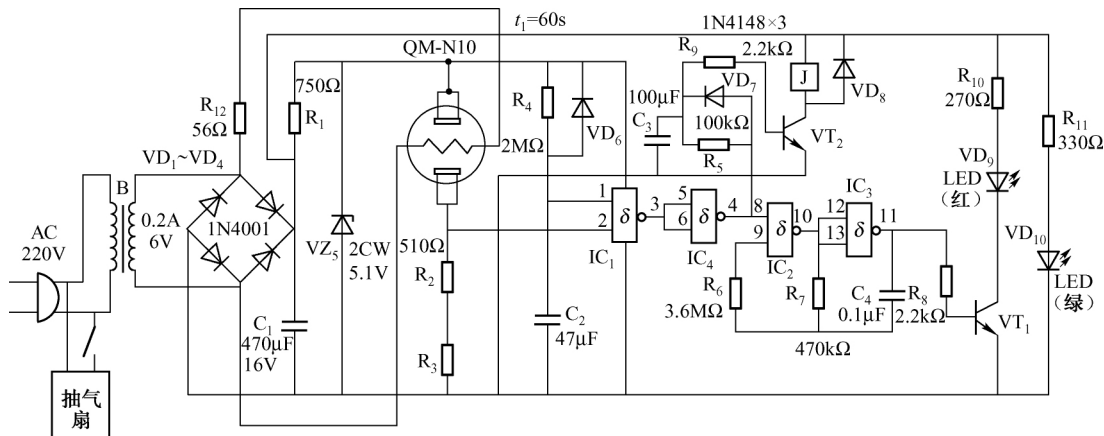 t₁=60s
1N4148×3
QM-N10
R₉
2.2kΩ
VD₇
J
VD₈
R₁₀
270Ω
R₁₁
330Ω
R₁₂
56Ω
750Ω
R₁
R₄
VD₆
2MΩ
100μF
C₃
100kΩ
R₅
VT₂
VD₁~VD₄
B
0.2A
6V
1N4001
AC
220V
VZ₅
2CW
5.1V
510Ω
R₂
R₃
1
2
δ
3
IC₁
5
6
δ
4
IC₄
8
9
δ
10
IC₂
12
13
IC₃
δ
11
VD₉
LED
(红)
VD₁₀
LED
(绿)
R₆
3.6MΩ
R₇
470kΩ
C₄
0.1μF
R₈
2.2kΩ
VT₁
C₁
470μF
16V
C₂
47μF
抽气
扇